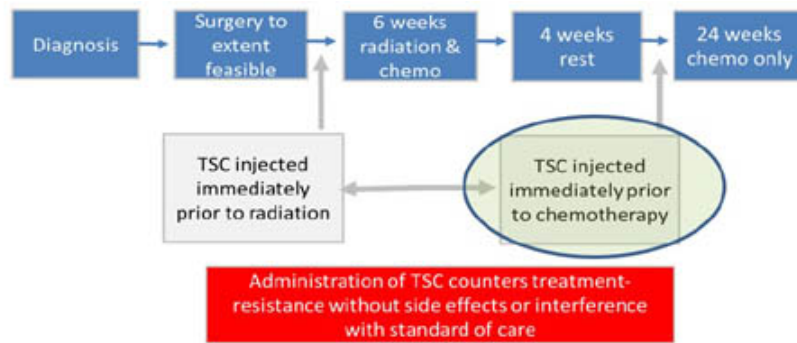 Diagnosis
Surgery to
extent
feasible
6 weeks
radiation &
chemo
4 weeks
rest
24 weeks
chemo only
TSC injected
immediately
prior to radiation
TSC injected
immediately prior
to chemotherapy
Administration of TSC counters treatment-
resistance without side effects or interference
with standard of care